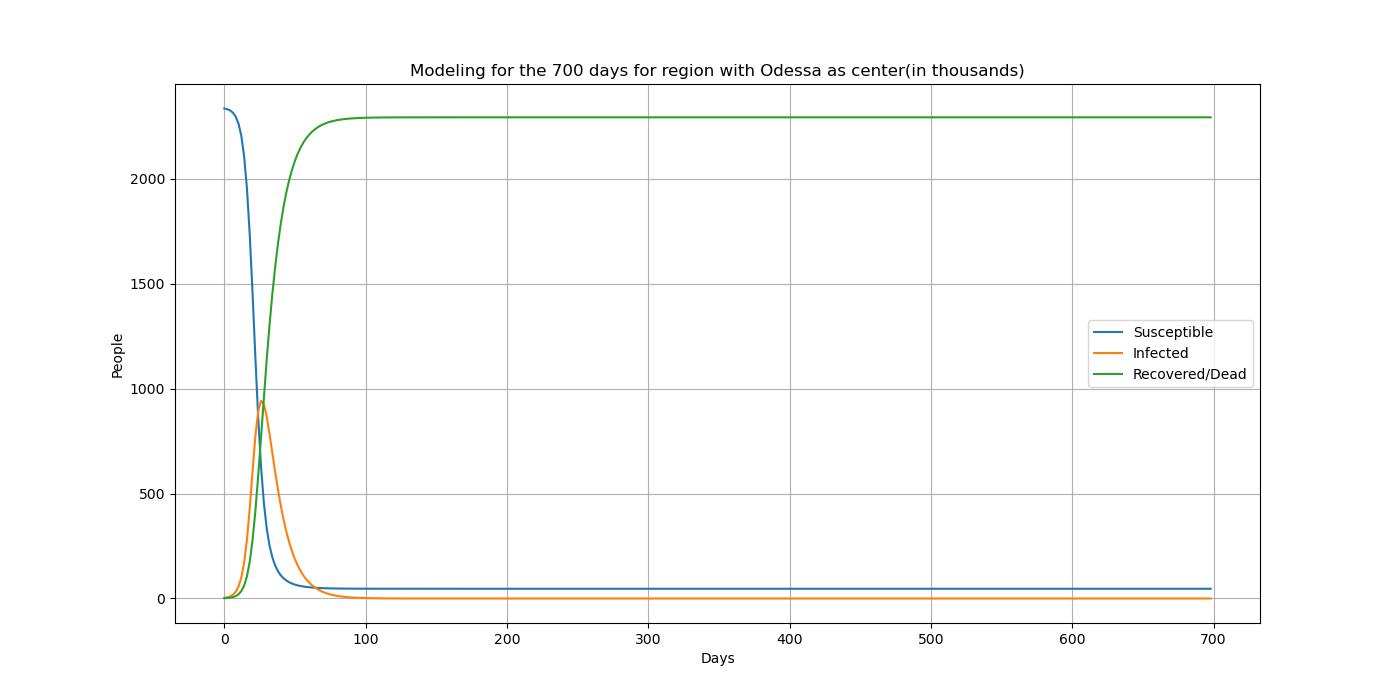 Modeling for the 700 days for region with Odessa as center(in thousands)
People
2000
1500
1000
500
0
Susceptible
Infected
Recovered/Dead
0 100 200 300 400 500 600 700
Days